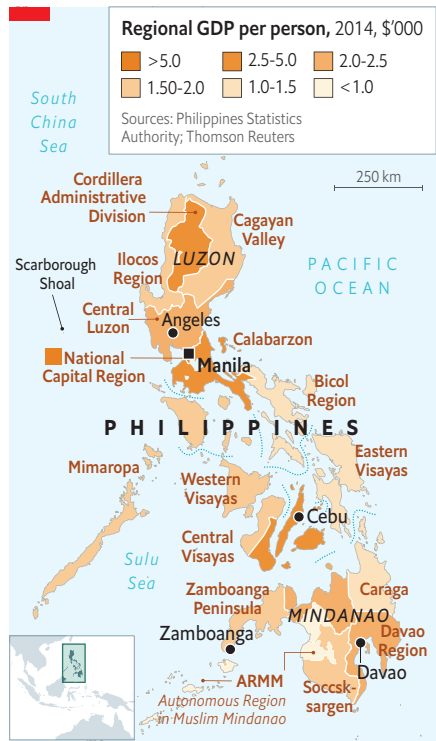 Regional GDP per person, 2014, $'000
>5.0
2.5-5.0
2.0-2.5
1.50-2.0
1.0-1.5
<1.0
Sources: Philippines Statistics
Authority; Thomson Reuters
South
China
Sea
250 km
Cordillera
Administrative
Division
Cagayan
Valley
LUZON
Ilocos
Region
Scarborough
Shoal
PACIFIC
OCEAN
Central
Luzon
Angeles
Calabarzon
National
Capital Region
Manila
Bicol
Region
PHILIPPINES
Mimaropa
Eastern
Visayas
Western
Visayas
Cebu
Central
Visayas
Sulu
Sea
Zamboanga
Peninsula
Caraga
MINDANAO
Zamboanga
Davao
Region
Davao
ARMM
Autonomous Region
in Muslim Mindanao
Soccsk-
sargen